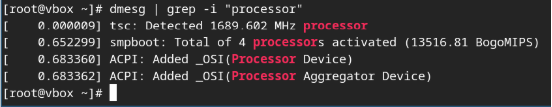 [root@vbox ~]# dmesg | grep -i "processor"
[    0.000009] tsc: Detected 1689.602 MHz processor
[    0.652299] smpboot: Total of 4 processors activated (13516.81 BogoMIPS)
[    0.683360] ACPI: Added _OSI(Processor Device)
[    0.683362] ACPI: Added _OSI(Processor Aggregator Device)
[root@vbox ~]#